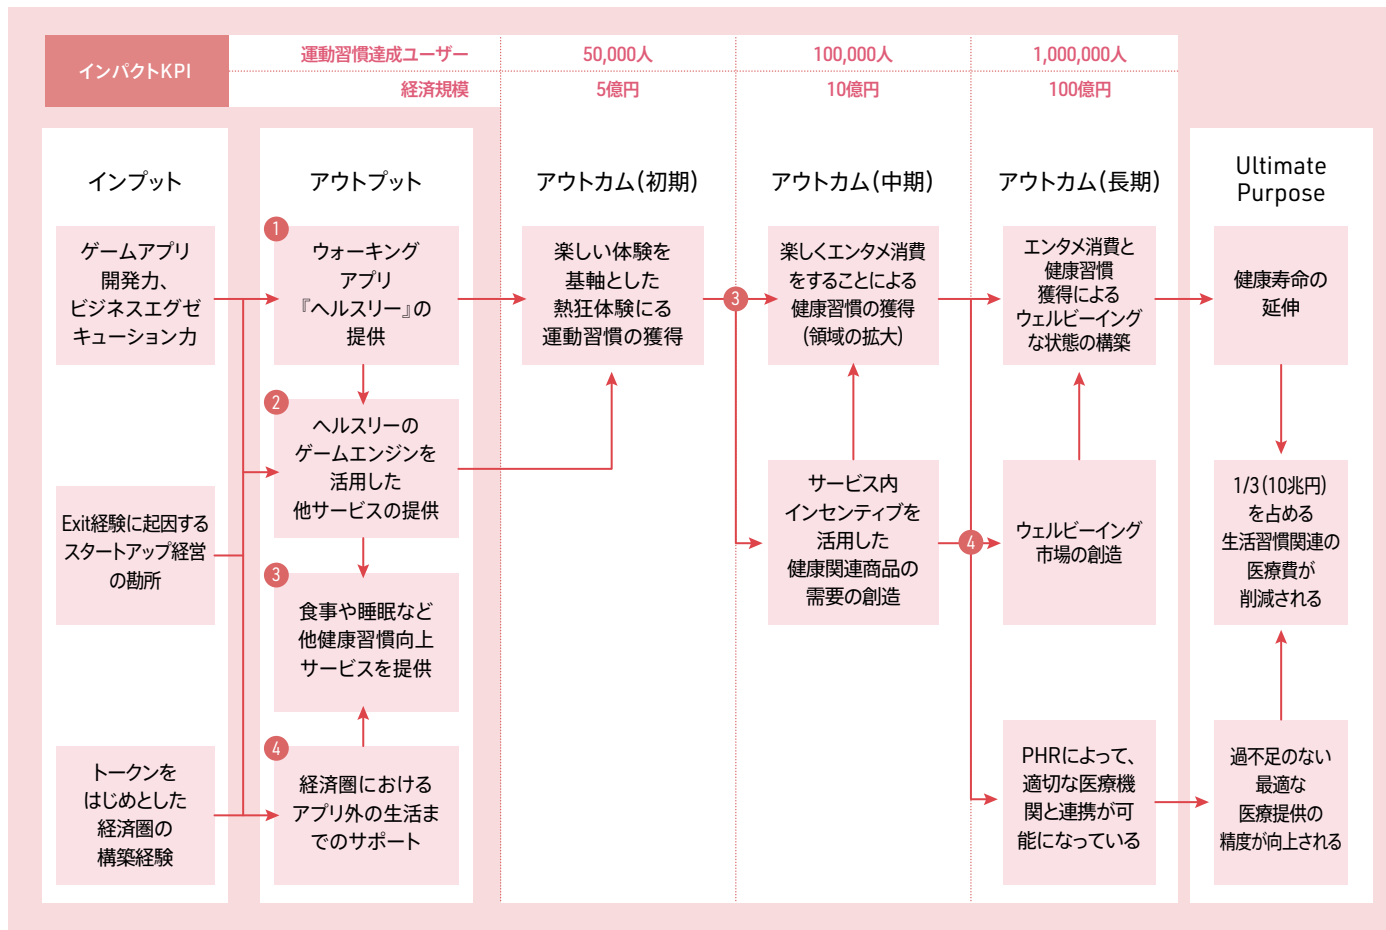 インパクトKPI
運動習慣達成ユーザー
50,000人
100,000人
1,000,000人
経済規模
5億円
10億円
100億円
インプット
ゲームアプリ
開発力、
ビジネスエグゼ
キューション力
Exit経験に起因する
スタートアップ経営
の勘所
トークンを
はじめとした
経済圏の
構築経験
アウトプット
1
ウォーキング
アプリ
『ヘルスリー』の
提供
2
ヘルスリーの
ゲームエンジンを
活用した
他サービスの提供
3
食事や睡眠など
他健康習慣向上
サービスを提供
4
経済圏における
アプリ外の生活ま
でのサポート
アウトカム(初期)
楽しい体験を
基軸とした
熱狂体験にる
運動習慣の獲得
3
アウトカム(中期)
楽しくエンタメ消費
をすることによる
健康習慣の獲得
(領域の拡大)
サービス内
インセンティブを
活用した
健康関連商品の
需要の創造
4
アウトカム(長期)
エンタメ消費と
健康習慣
獲得による
ウェルビーイング
な状態の構築
ウェルビーイング
市場の創造
PHRによって、
適切な医療機
関と連携が可
能になっている
Ultimate
Purpose
健康寿命の
延伸
1/3(10兆円)
を占める
生活習慣関連の
医療費が
削減される
過不足のない
最適な
医療提供の
精度が向上される